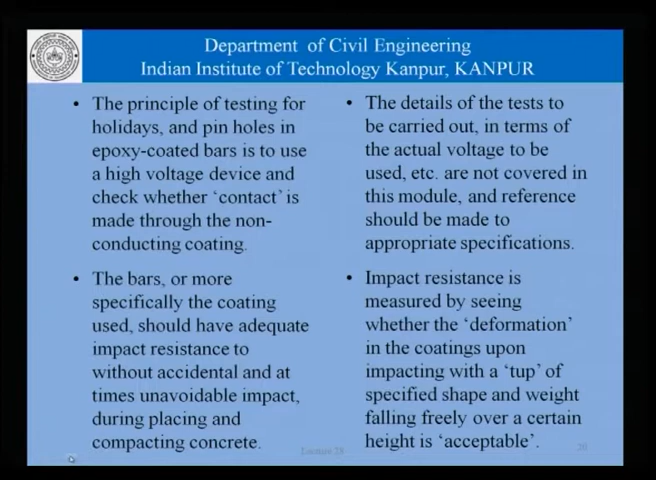 Department of Civil Engineering
Indian Institute of Technology Kanpur, KANPUR
• The principle of testing for
holidays, and pin holes in
epoxy-coated bars is to use
a high voltage device and
check whether ‘contact’ is
made through the non-
conducting coating.
• The bars, or more
specifically the coating
used, should have adequate
impact resistance to
without accidental and at
times unavoidable impact,
during placing and
compacting concrete.
• The details of the tests to
be carried out, in terms of
the actual voltage to be
used, etc. are not covered in
this module, and reference
should be made to
appropriate specifications.
• Impact resistance is
measured by seeing
whether the ‘deformation’
in the coatings upon
impacting with a ‘tup’ of
specified shape and weight
falling freely over a certain
height is ‘acceptable’.
Lecture 28
20